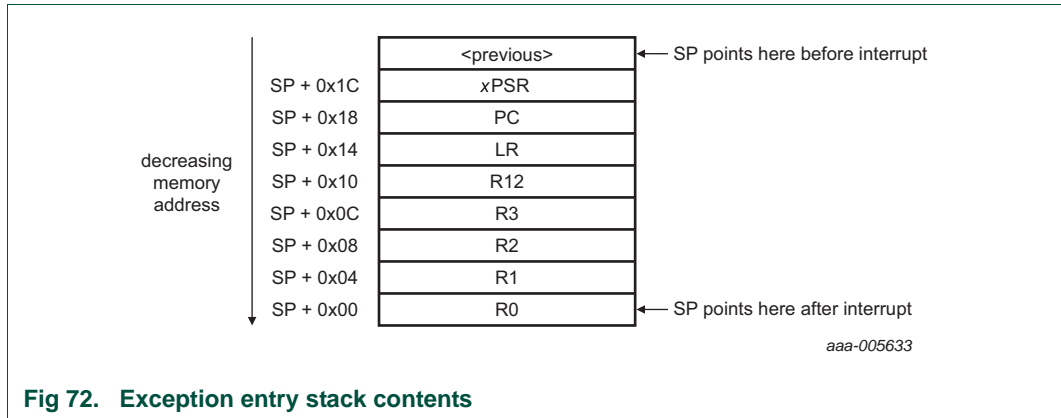 <previous>
SP points here before interrupt
SP + 0x1C
xPSR
SP + 0x18
PC
SP + 0x14
LR
decreasing
memory
address
SP + 0x10
R12
SP + 0x0C
R3
SP + 0x08
R2
SP + 0x04
R1
SP + 0x00
R0
SP points here after interrupt
aaa-005633
Fig 72. Exception entry stack contents